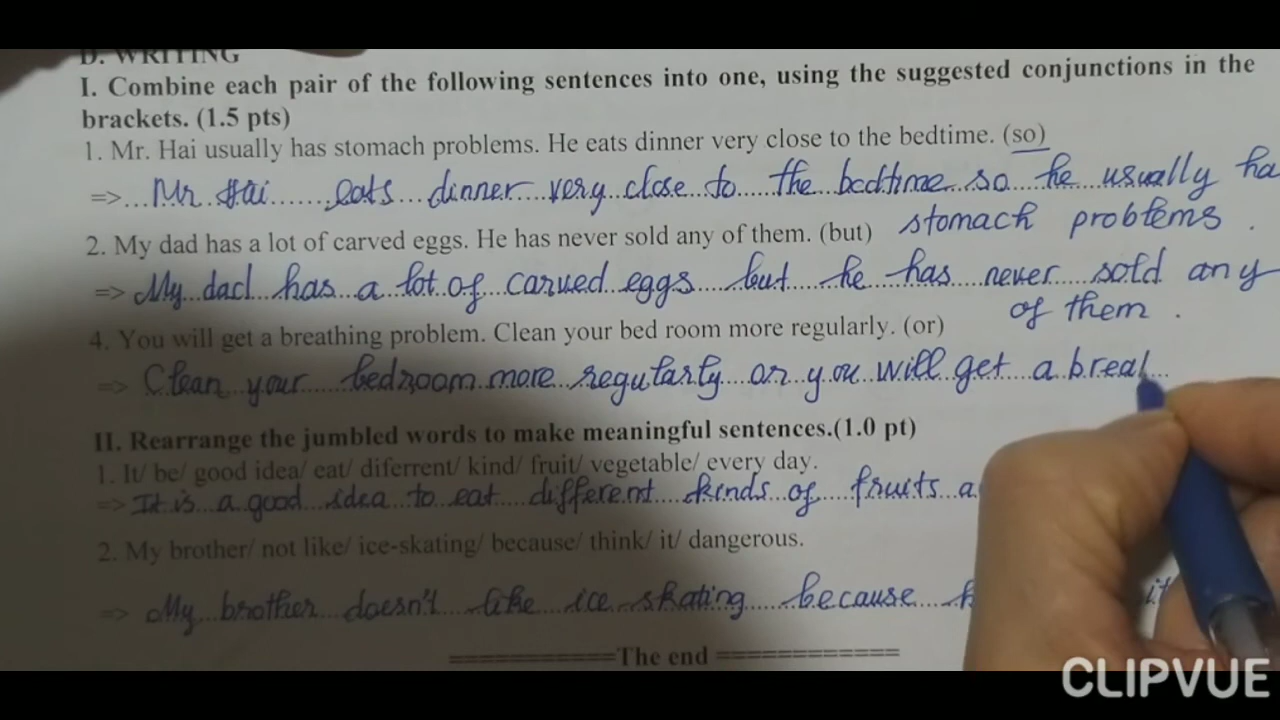 D. WRITING
I. Combine each pair of the following sentences into one, using the suggested conjunctions in the
brackets. (1.5 pts)
1. Mr. Hai usually has stomach problems. He eats dinner very close to the bedtime. (so)
=> Mr Hai eats dinner very close to the bedtime so he usually ha
stomach problems.
2. My dad has a lot of carved eggs. He has never sold any of them. (but)
=> My dad has a lot of carved eggs but he has never sold any
of them.
4. You will get a breathing problem. Clean your bed room more regularly. (or)
=> Clean your bedroom more regularly or you will get a breat
II. Rearrange the jumbled words to make meaningful sentences.(1.0 pt)
1. It/ be/ good idea/ eat/ diferrent/ kind/ fruit/ vegetable/ every day.
=> It is a good idea to eat different kinds of fruits a
2. My brother/ not like/ ice-skating/ because/ think/ it/ dangerous.
=> My brother doesn't like ice skating because h it
============The end ============
CLIPVUE